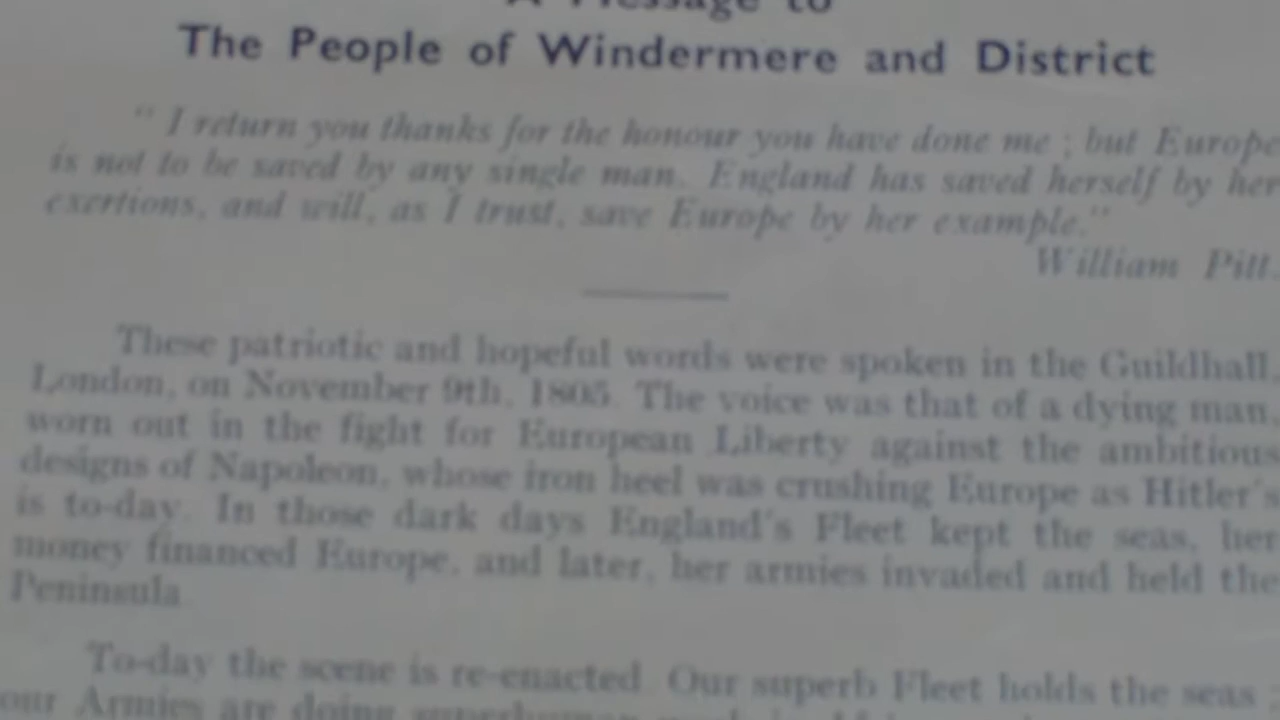 A Message to
The People of Windermere and District
" I return you thanks for the honour you have done me ; but Europe
is not to be saved by any single man. England has saved herself by her
exertions, and will, as I trust, save Europe by her example."
William Pitt.
These patriotic and hopeful words were spoken in the Guildhall,
London, on November 9th, 1805. The voice was that of a dying man,
worn out in the fight for European Liberty against the ambitious
designs of Napoleon, whose iron heel was crushing Europe as Hitler's
is to-day. In those dark days England's Fleet kept the seas, her
money financed Europe, and later, her armies invaded and held the
Peninsula.
To-day the scene is re-enacted. Our superb Fleet holds the seas ;
our Armies are doing